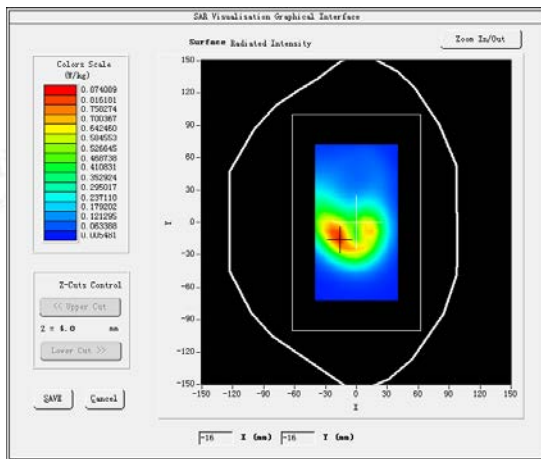 SAR Visualisation Graphical Interface
Surface Radiated Intensity
Zoom In/Out
Colors Scale
(W/kg)
0.874089
0.816181
0.758274
0.700367
0.642460
0.584553
0.526645
0.468738
0.410831
0.352924
0.295017
0.237110
0.179202
0.121295
0.063388
0.005481
Z-Cuts Control
<< Upper Cut
Z = 4.0 mm
Lower Cut >>
SAVE
Cancel
150-
120-
90-
60-
30-
0-
-30-
-60-
-90-
-120-
-150-
Y
-150 -120 -90 -60 -30 0 30 60 90 120 150
X
-16 X (mm) -16 Y (mm)